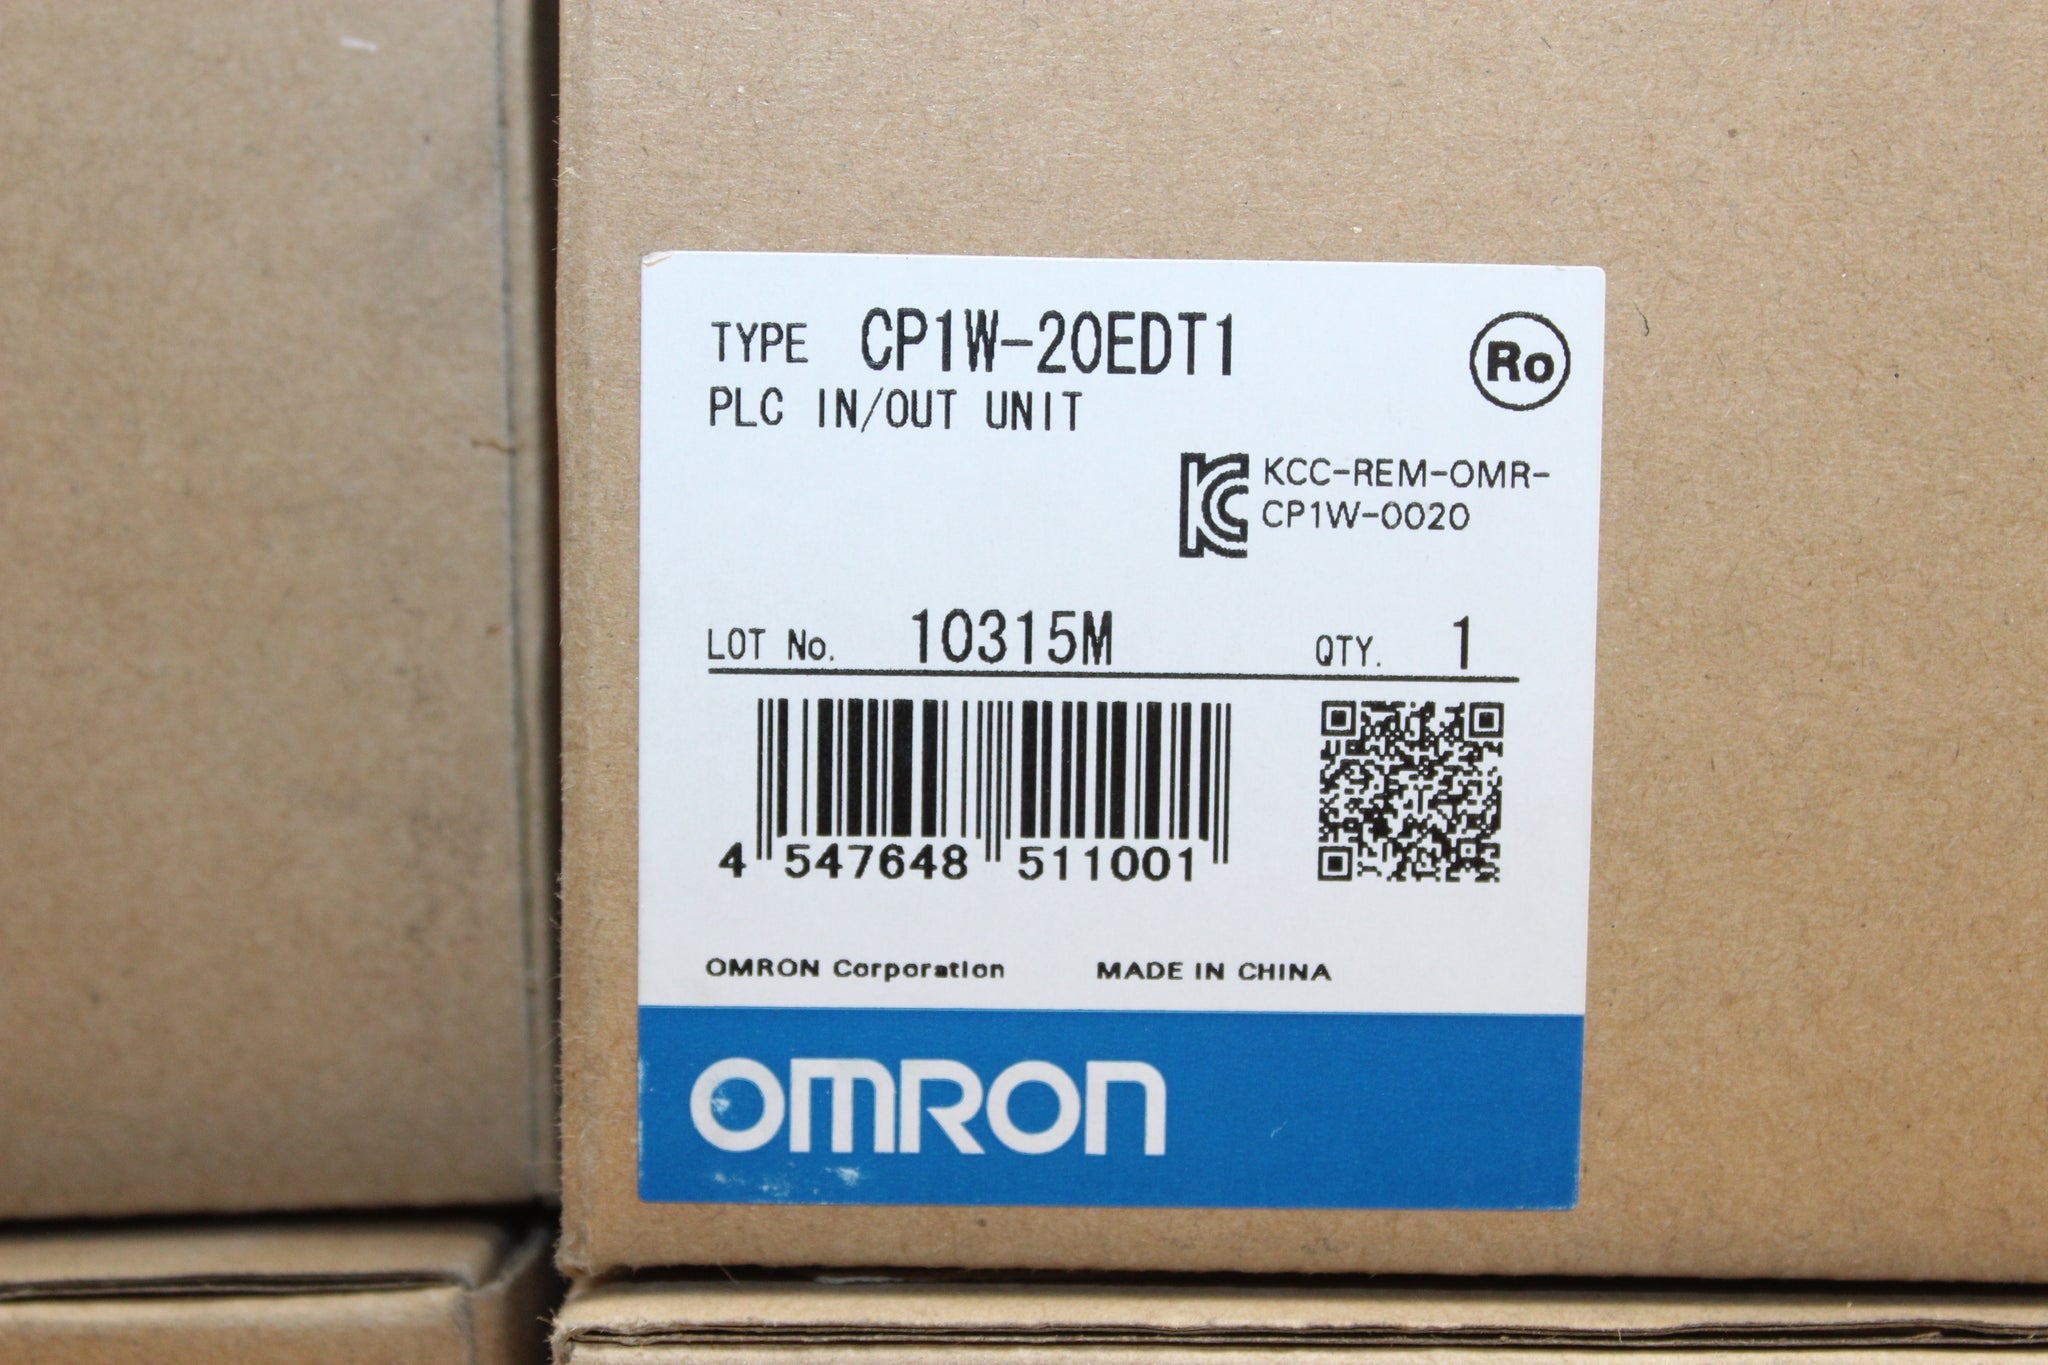 TYPE CP1W-20EDT1
Ro
PLC IN/OUT UNIT
KCC-REM-OMR-
CP1W-0020
LOT No. 10315M QTY. 1
4 547648 511001
OMRON Corporation MADE IN CHINA
OMRON